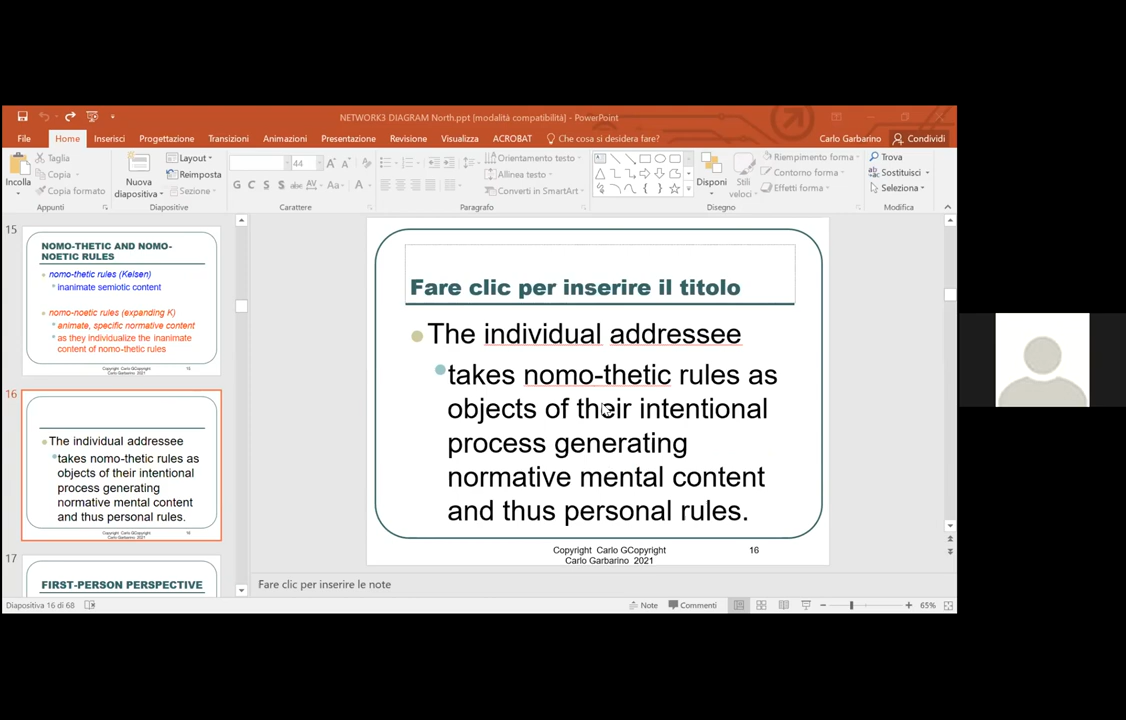 NETWORK3 DIAGRAM North.ppt [modalità compatibilità] - PowerPoint
File Home Inserisci Progettazione Transizioni Animazioni Presentazione Revisione Visualizza ACROBAT Che cosa si desidera fare? Carlo Garbarino Condividi
Incolla
Taglia
Copia
Copia formato
Appunti
Nuova
diapositiva
Layout
Reimposta
Sezione
Diapositive
44
G C S S abc AV Aa A
Carattere
Orientamento testo
Allinea testo
Converti in SmartArt
Paragrafo
Disponi
Stili
veloci
Riempimento forma
Contorno forma
Effetti forma
Disegno
Trova
Sostituisci
Seleziona
Modifica
15
NOMO-THETIC AND NOMO-
NOETIC RULES
nomo-thetic rules (Kelsen)
inanimate semiotic content
nomo-noetic rules (expanding K)
animate, specific normative content
as they individualize the inanimate
content of nomo-thetic rules
Copyright Carlo GCopyright
Carlo Garbarino 2021
15
16
The individual addressee
takes nomo-thetic rules as
objects of their intentional
process generating
normative mental content
and thus personal rules.
Copyright Carlo GCopyright
Carlo Garbarino 2021
16
17
FIRST-PERSON PERSPECTIVE
Fare clic per inserire il titolo
The individual addressee
takes nomo-thetic rules as
objects of their intentional
process generating
normative mental content
and thus personal rules.
Copyright Carlo GCopyright
Carlo Garbarino 2021
16
Fare clic per inserire le note
Diapositiva 16 di 68 Note Commenti 65%